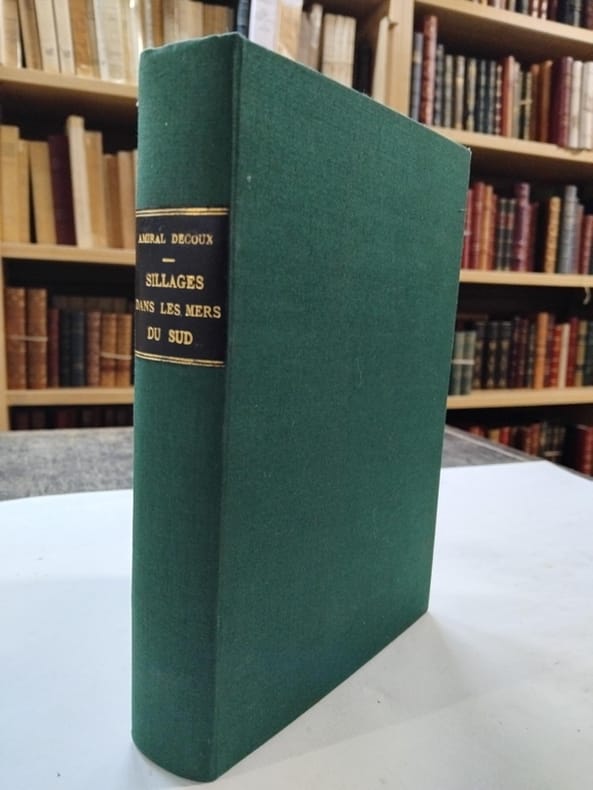 AMIRAL DECOUX
SILLAGES
DANS LES MERS
DU SUD